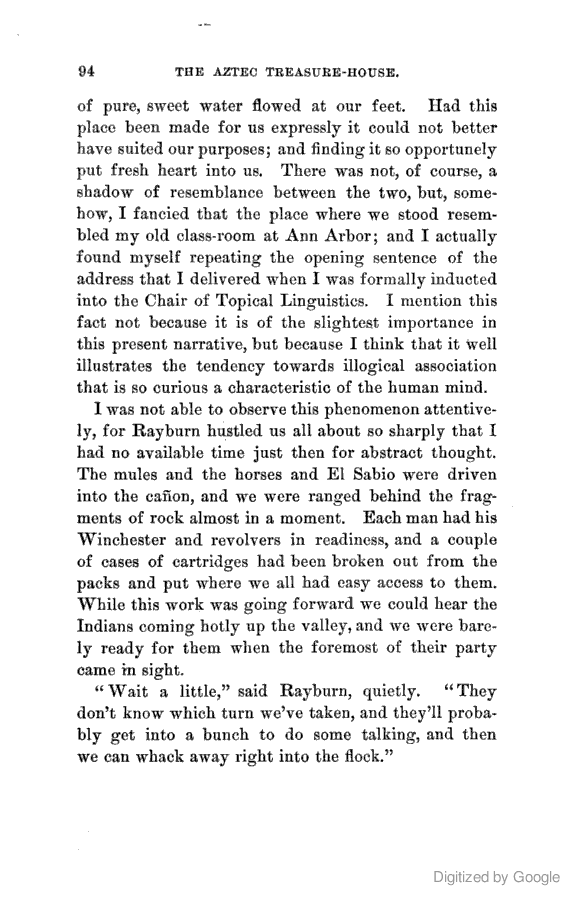 94 THE AZTEC TREASURE-HOUSE.
of pure, sweet water flowed at our feet. Had this
place been made for us expressly it could not better
have suited our purposes; and finding it so opportunely
put fresh heart into us. There was not, of course, a
shadow of resemblance between the two, but, some-
how, I fancied that the place where we stood resem-
bled my old class-room at Ann Arbor; and I actually
found myself repeating the opening sentence of the
address that I delivered when I was formally inducted
into the Chair of Topical Linguistics. I mention this
fact not because it is of the slightest importance in
this present narrative, but because I think that it well
illustrates the tendency towards illogical association
that is so curious a characteristic of the human mind.
I was not able to observe this phenomenon attentive-
ly, for Rayburn hustled us all about so sharply that I
had no available time just then for abstract thought.
The mules and the horses and El Sabio were driven
into the cañon, and we were ranged behind the frag-
ments of rock almost in a moment. Each man had his
Winchester and revolvers in readiness, and a couple
of cases of cartridges had been broken out from the
packs and put where we all had easy access to them.
While this work was going forward we could hear the
Indians coming hotly up the valley, and we were bare-
ly ready for them when the foremost of their party
came in sight.
“Wait a little,” said Rayburn, quietly. “They
don’t know which turn we’ve taken, and they’ll proba-
bly get into a bunch to do some talking, and then
we can whack away right into the flock.”
Digitized by Google